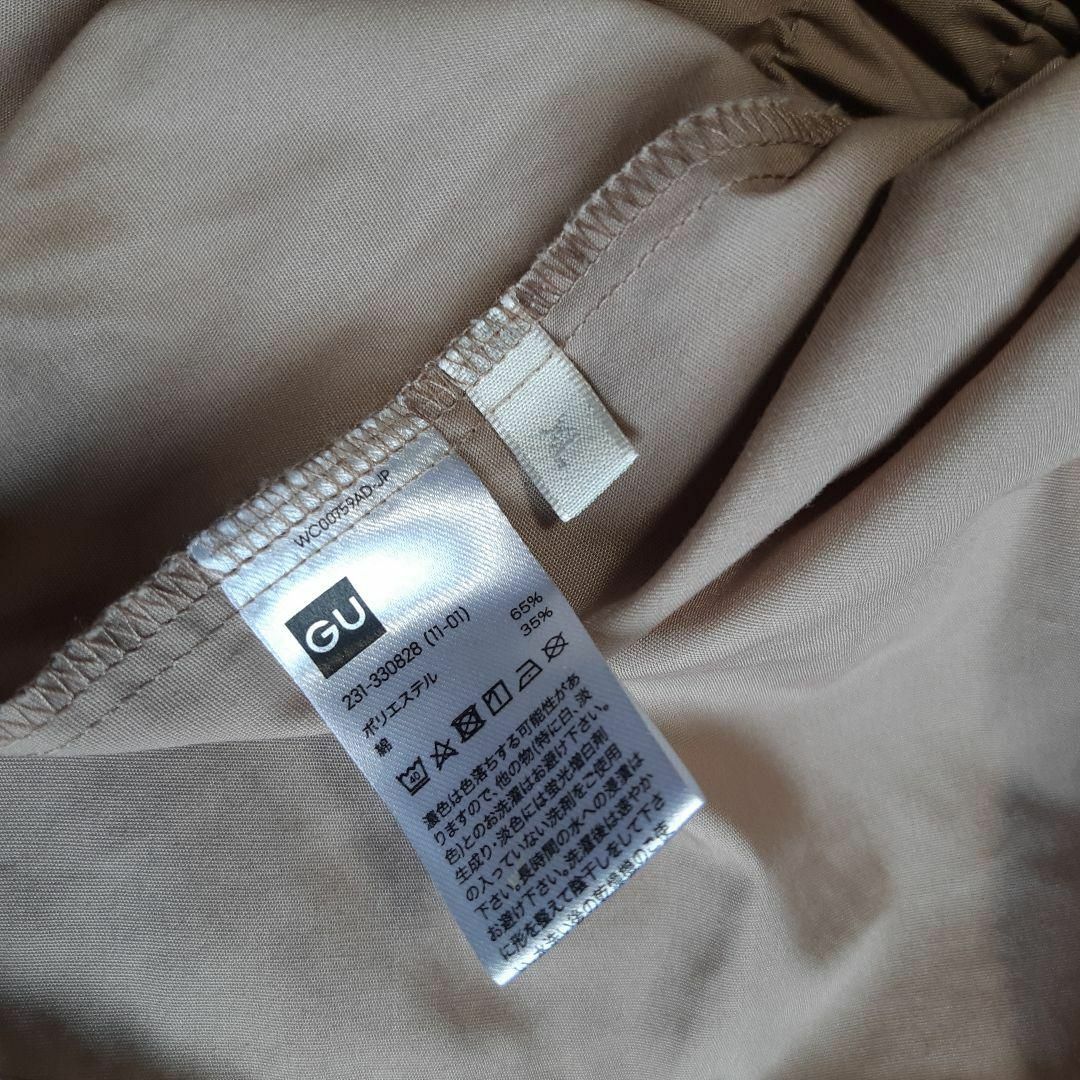 XL
WC00759AD-JP
GU
231-330828 (11-01)
ポリエステル 65%
綿 35%
40
濃色は色落ちする可能性があ
りますので、他の物(特に白、淡
色)とのお洗濯はお避け下さい。
生成り・淡色には蛍光増白剤
の入っていない洗剤をご使用
下さい。長時間の水への浸漬は
お避け下さい。洗濯後は速やか
に形を整えて陰干しをして下さ